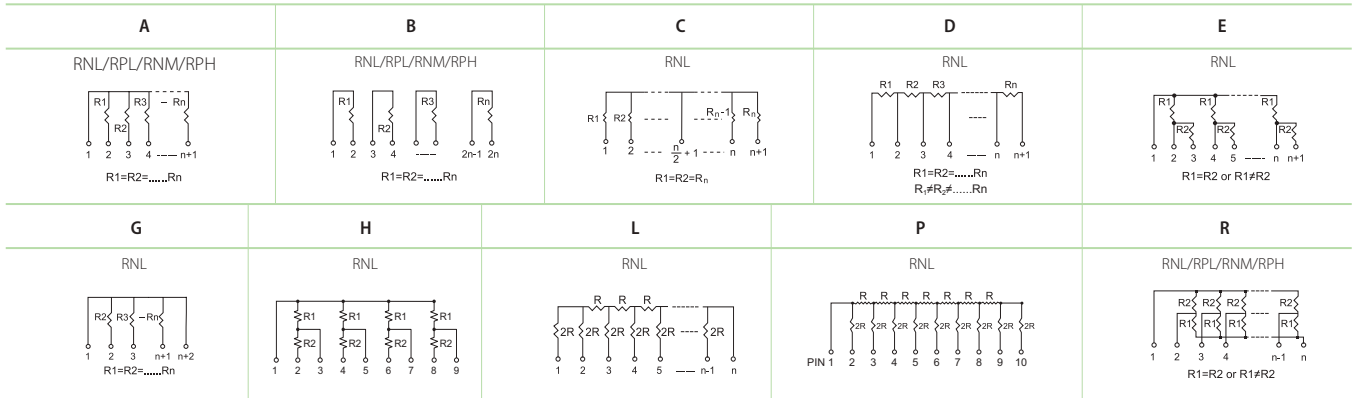 A
B
C
D
E
RNL/RPL/RNM/RPH
R1
R2
R3
Rn
1 2 3 4 ---- n+1
R1=R2=......Rn
RNL/RPL/RNM/RPH
R1
R2
R3
Rn
1 2 3 4 ---- 2n-1 2n
R1=R2=......Rn
RNL
R1 R2 Rn-1 Rn
1 2 ---- n/2 + 1 ---- n n+1
R1=R2=Rn
RNL
R1 R2 R3 Rn
1 2 3 4 ---- n n+1
R1=R2=......Rn
R1≠R2≠......Rn
RNL
R1 R1 R1
R2 R2 R2
1 2 3 4 5 ---- n n+1
R1=R2 or R1≠R2
G
H
L
P
R
RNL
R2 R3 Rn
1 2 3 n+1 n+2
R1=R2=......Rn
RNL
R1 R1 R1 R1
R2 R2 R2 R2
1 2 3 4 5 6 7 8 9
RNL
R R R
2R 2R 2R 2R 2R 2R
1 2 3 4 5 ---- n-1 n
RNL
R R R R R R R
2R 2R 2R 2R 2R 2R 2R 2R 2R
PIN 1 2 3 4 5 6 7 8 9 10
RNL/RPL/RNM/RPH
R2 R2 R2 R2
R1 R1 R1 R1
1 2 3 4 n-1 n
R1=R2 or R1≠R2